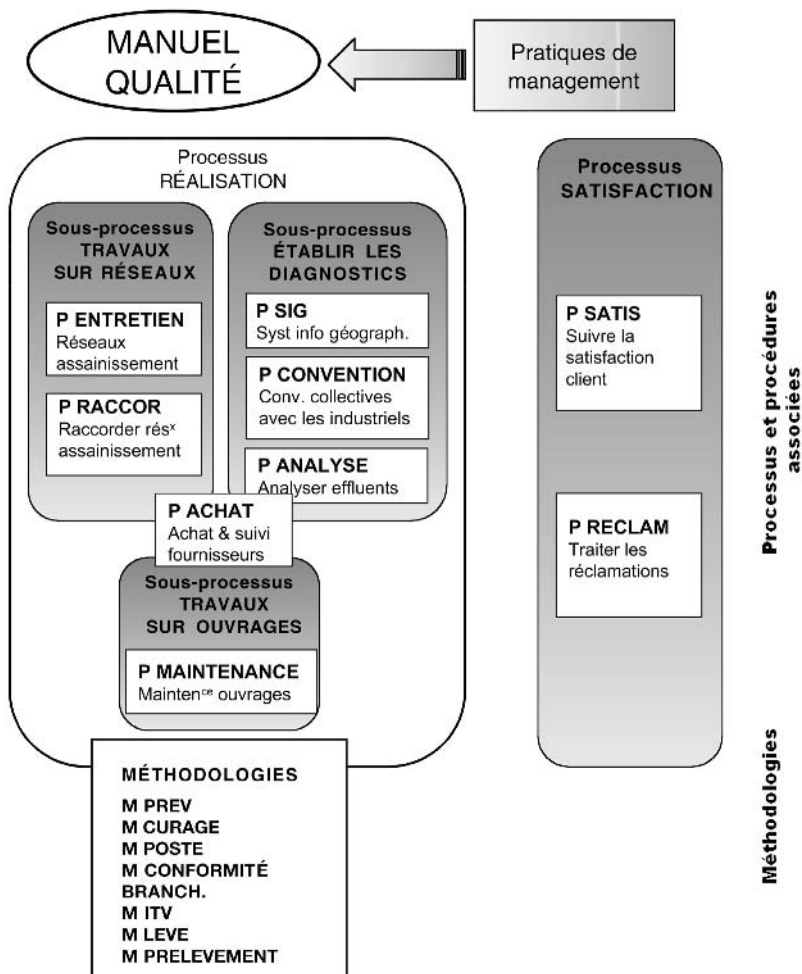 MANUEL
QUALITÉ
Pratiques de
management
Processus
RÉALISATION
Sous-processus
TRAVAUX
SUR RÉSEAUX
P ENTRETIEN
Réseaux
assainissement
P RACCOR
Raccorder résˣ
assainissement
Sous-processus
ÉTABLIR LES
DIAGNOSTICS
P SIG
Syst info géograph.
P CONVENTION
Conv. collectives
avec les industriels
P ANALYSE
Analyser effluents
P ACHAT
Achat & suivi
fournisseurs
Sous-processus
TRAVAUX
SUR OUVRAGES
P MAINTENANCE
Maintenᶜᵉ ouvrages
MÉTHODOLOGIES
M PREV
M CURAGE
M POSTE
M CONFORMITÉ
BRANCH.
M ITV
M LEVE
M PRELEVEMENT
Processus
SATISFACTION
P SATIS
Suivre la
satisfaction
client
P RECLAM
Traiter les
réclamations
Processus et procédures
associées
Méthodologies